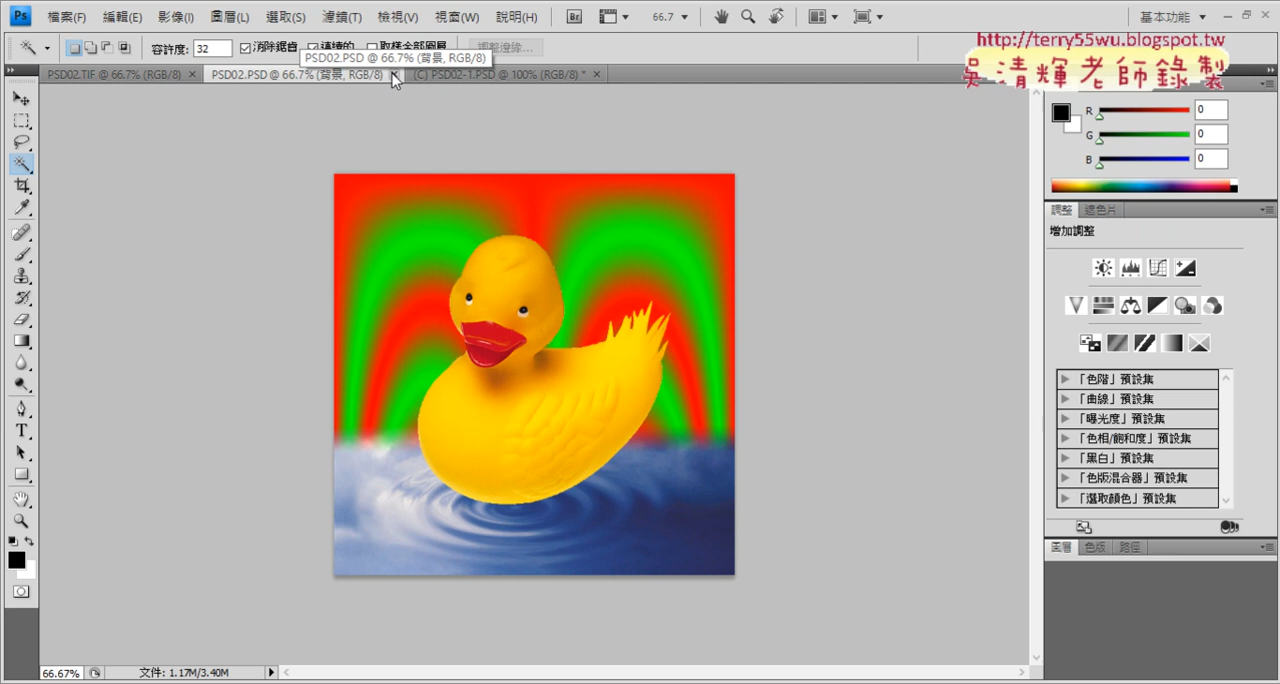 Ps 檔案(F) 編輯(E) 影像(I) 圖層(L) 選取(S) 濾鏡(T) 檢視(V) 視窗(W) 說明(H) Br 66.7 基本功能
http://terry55wu.blogspot.tw
容許度: 32 消除鋸齒 連續的 取樣全部圖層 調整邊緣...
PSD02.PSD @ 66.7% (背景, RGB/8)
吳清輝老師錄製
PSD02.TIF @ 66.7% (RGB/8) × PSD02.PSD @ 66.7% (背景, RGB/8) (C) PSD02-1.PSD @ 100% (RGB/8) * ×
R 0
G 0
B 0
調整 遮色片
增加調整
「色階」預設集
「曲線」預設集
「曝光度」預設集
「色相/飽和度」預設集
「黑白」預設集
「色版混合器」預設集
「選取顏色」預設集
圖層 色版 路徑
66.67% 文件: 1.17M/3.40M